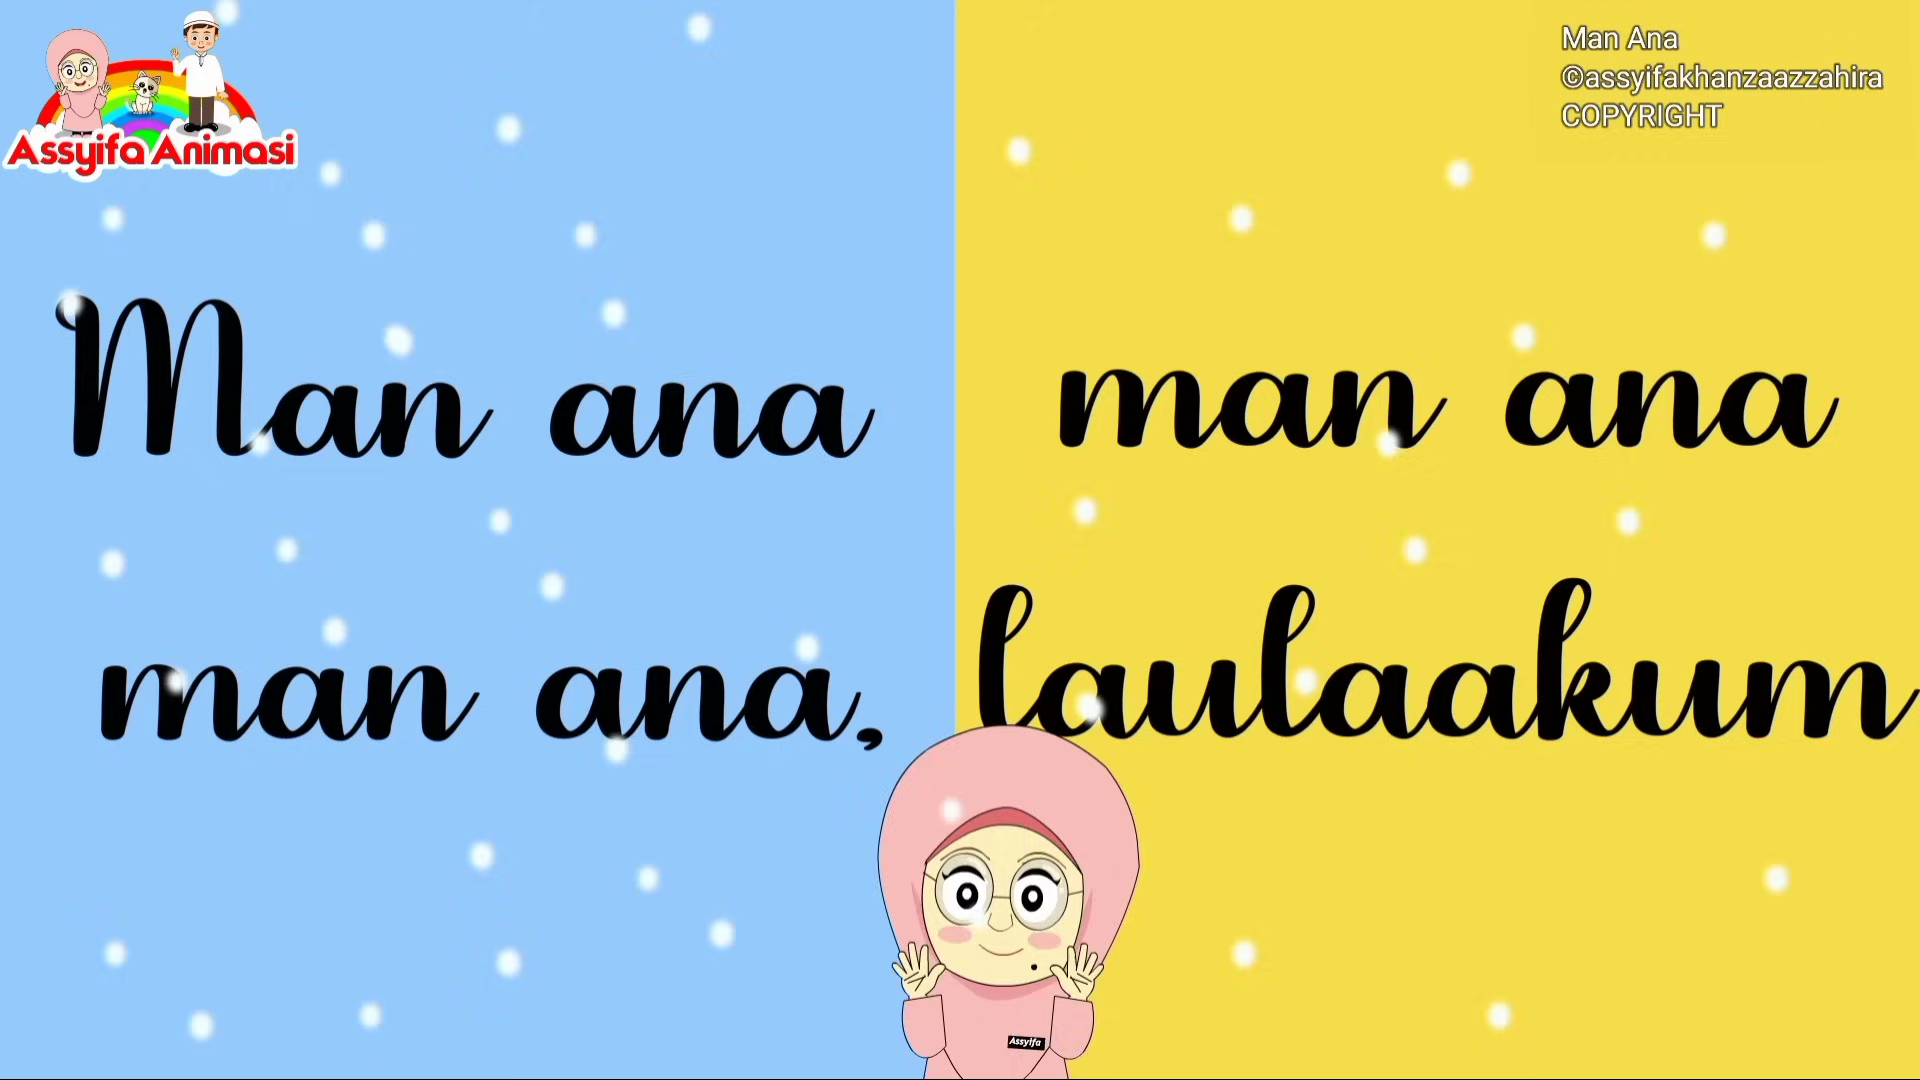 Assyifa Animasi
Man Ana
©assyifakhanzaazzahira
COPYRIGHT
Man ana
man ana,
man ana
laulaakum
Assyifa